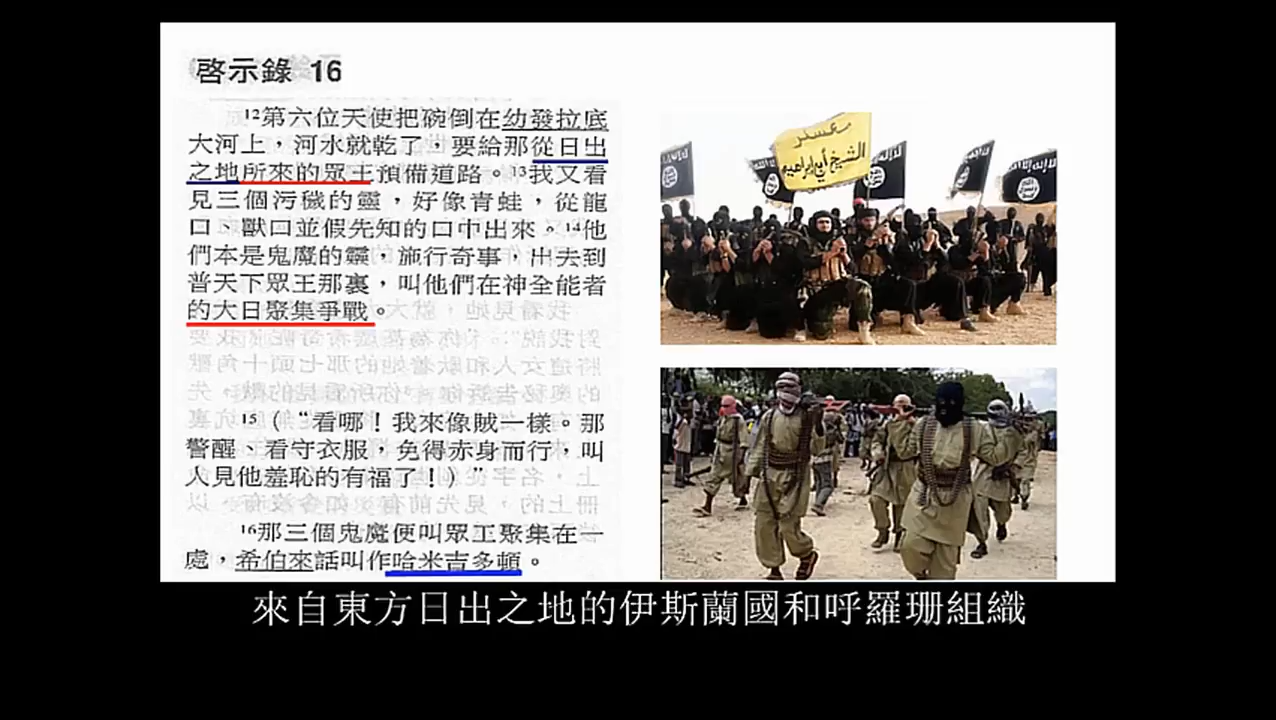 啓示錄 16
¹²第六位天使把碗倒在幼發拉底
大河上，河水就乾了，要給那從日出
之地所來的眾王預備道路。¹³我又看
見三個污穢的靈，好像青蛙，從龍
口、獸口並假先知的口中出來。¹⁴他
們本是鬼魔的靈，施行奇事，出去到
普天下眾王那裏，叫他們在神全能者
的大日聚集爭戰。
¹⁵（“看哪！我來像賊一樣。那
警醒、看守衣服，免得赤身而行，叫
人見他羞恥的有福了！）”
¹⁶那三個鬼魔便叫眾王聚集在一
處，希伯來話叫作哈米吉多頓。
معسكر
الشيخ أبي إبراهيم
來自東方日出之地的伊斯蘭國和呼羅珊組織